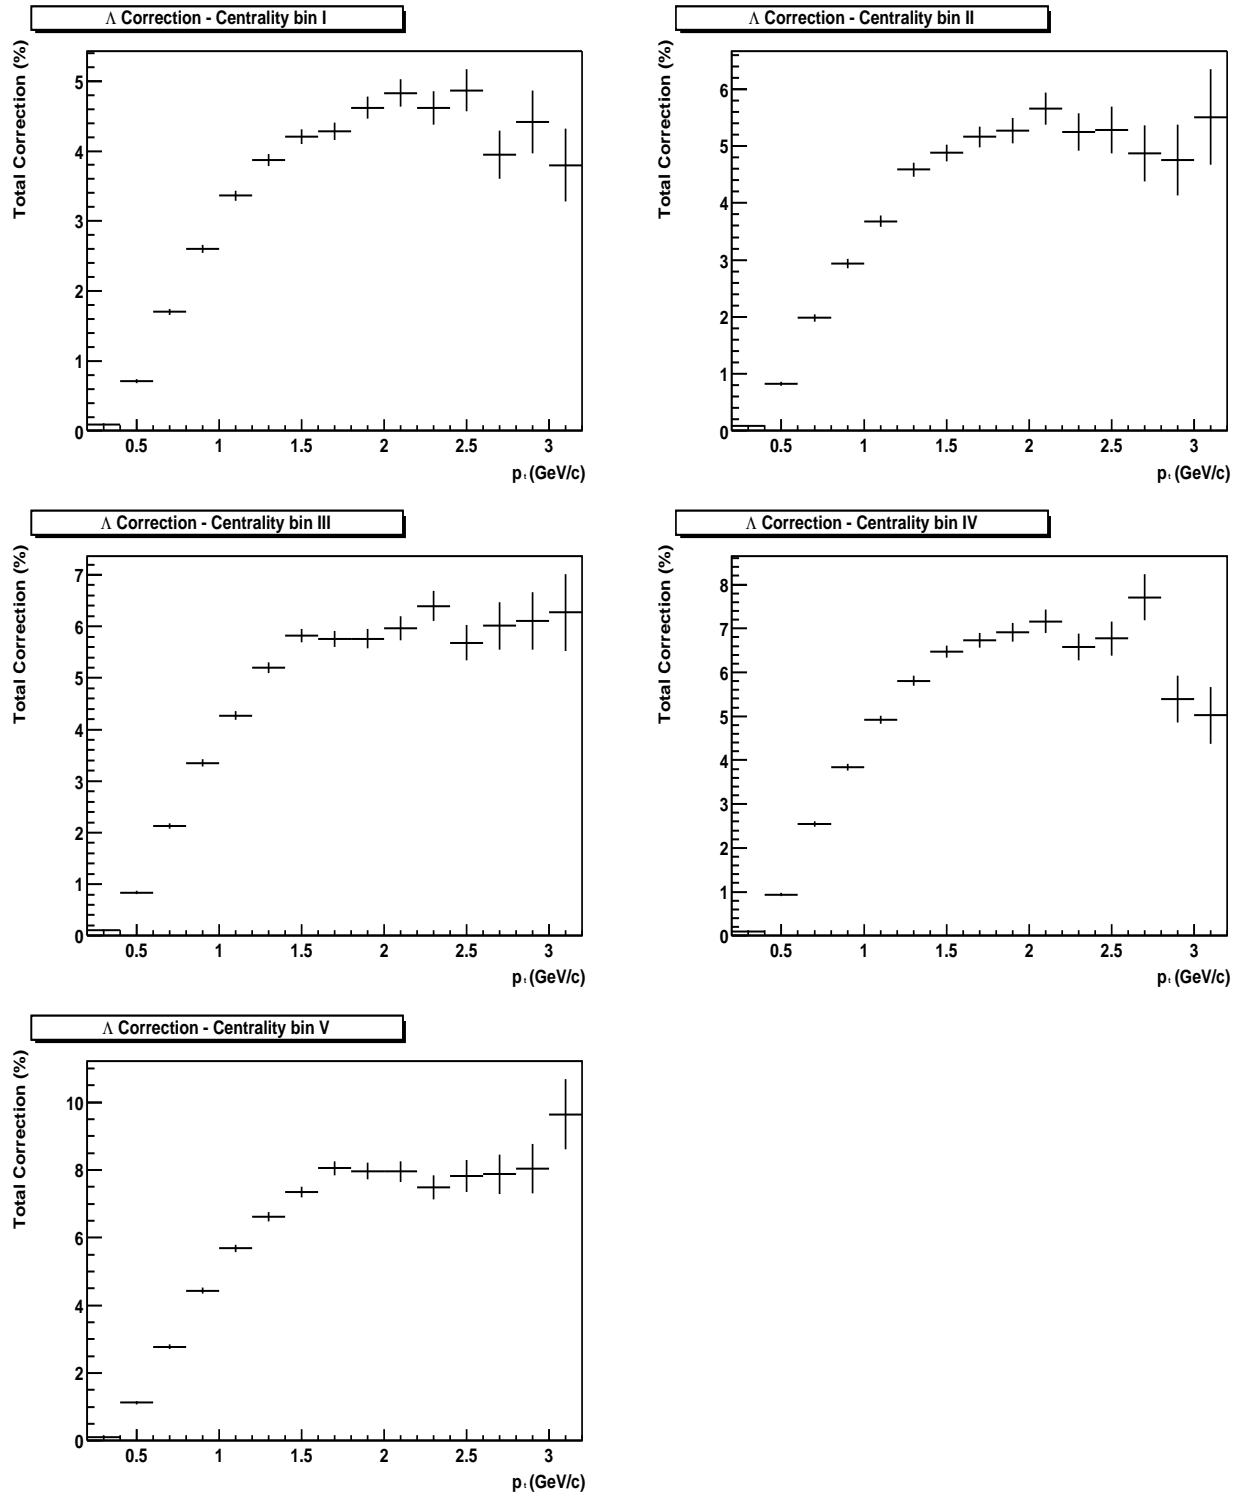 Λ Correction - Centrality bin I
Total Correction (%)
5
4
3
2
1
0
0.5 1 1.5 2 2.5 3
pt (GeV/c)
Λ Correction - Centrality bin II
Total Correction (%)
6
5
4
3
2
1
0
0.5 1 1.5 2 2.5 3
pt (GeV/c)
Λ Correction - Centrality bin III
Total Correction (%)
7
6
5
4
3
2
1
0
0.5 1 1.5 2 2.5 3
pt (GeV/c)
Λ Correction - Centrality bin IV
Total Correction (%)
8
7
6
5
4
3
2
1
0
0.5 1 1.5 2 2.5 3
pt (GeV/c)
Λ Correction - Centrality bin V
Total Correction (%)
10
8
6
4
2
0
0.5 1 1.5 2 2.5 3
pt (GeV/c)